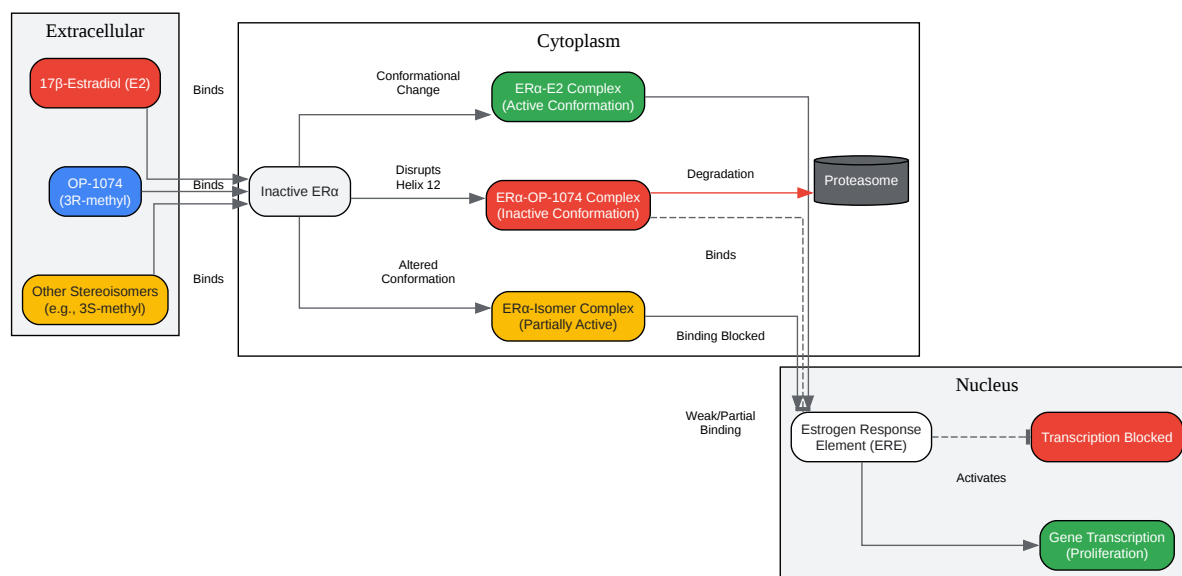 Extracellular
17β-Estradiol (E2)
OP-1074
(3R-methyl)
Other Stereoisomers
(e.g., 3S-methyl)
Binds
Binds
Binds
Cytoplasm
Inactive ERα
Conformational
Change
Disrupts
Helix 12
Altered
Conformation
ERα-E2 Complex
(Active Conformation)
ERα-OP-1074 Complex
(Inactive Conformation)
ERα-Isomer Complex
(Partially Active)
Degradation
Proteasome
Binds
Binding Blocked
Weak/Partial
Binding
Nucleus
Estrogen Response
Element (ERE)
Transcription Blocked
Activates
Gene Transcription
(Proliferation)